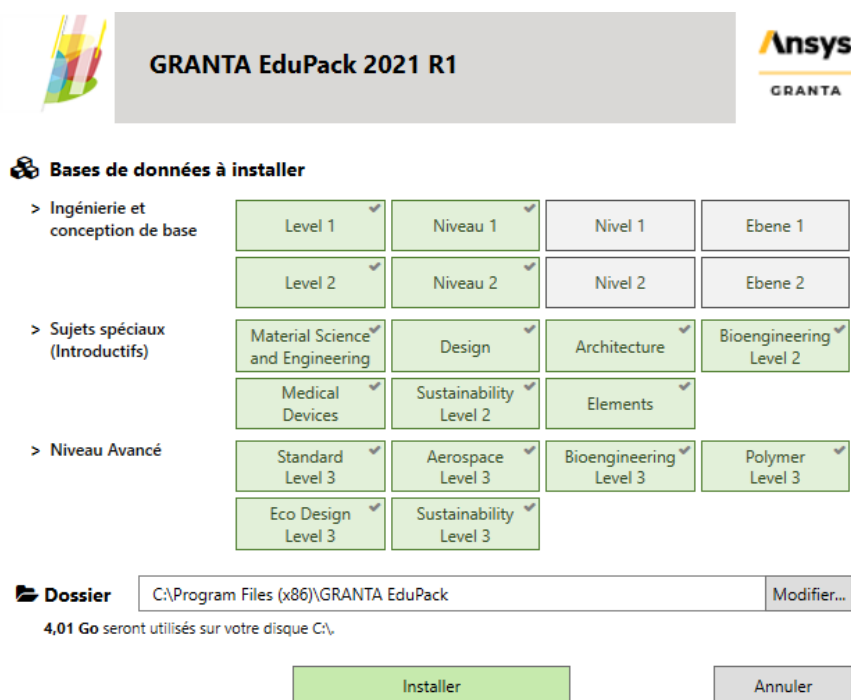 GRANTA EduPack 2021 R1
Ansys
GRANTA
Bases de données à installer
> Ingénierie et
conception de base
Level 1
Niveau 1
Nivel 1
Ebene 1
Level 2
Niveau 2
Nivel 2
Ebene 2
> Sujets spéciaux
(Introductifs)
Material Science
and Engineering
Design
Architecture
Bioengineering
Level 2
Medical
Devices
Sustainability
Level 2
Elements
> Niveau Avancé
Standard
Level 3
Aerospace
Level 3
Bioengineering
Level 3
Polymer
Level 3
Eco Design
Level 3
Sustainability
Level 3
Dossier
C:\Program Files (x86)\GRANTA EduPack
Modifier...
4,01 Go seront utilisés sur votre disque C:\.
Installer
Annuler